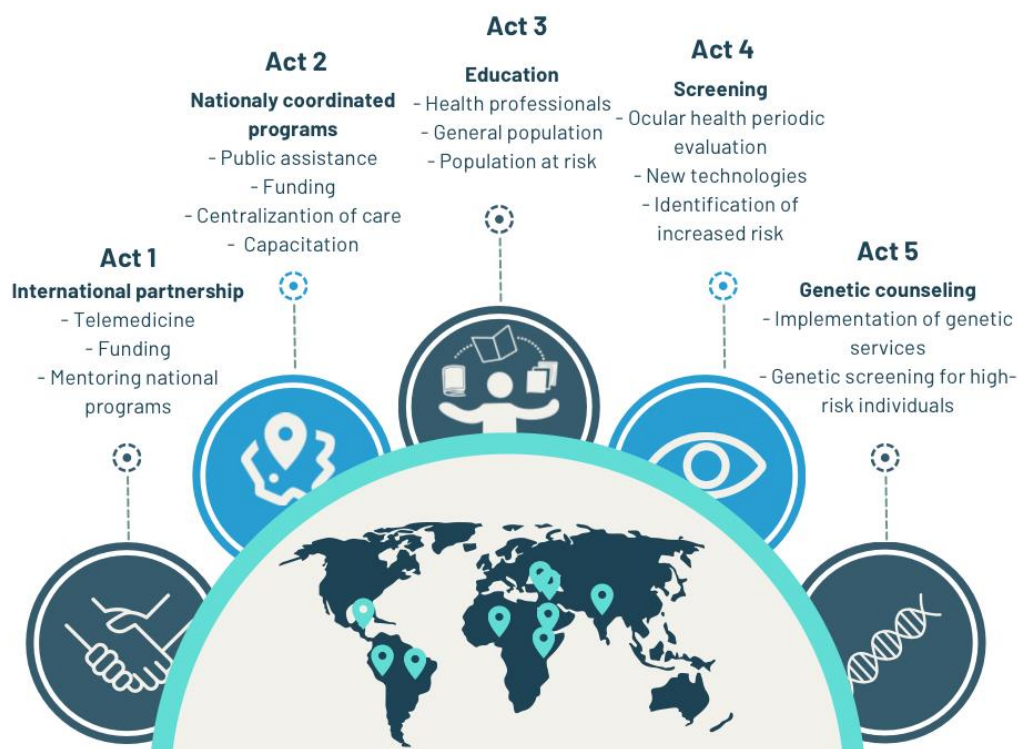 Act 1
International partnership
- Telemedicine
- Funding
- Mentoring national
programs
Act 2
Nationaly coordinated
programs
- Public assistance
- Funding
- Centralizantion of care
- Capacitation
Act 3
Education
- Health professionals
- General population
- Population at risk
Act 4
Screening
- Ocular health periodic
evaluation
- New technologies
- Identification of
increased risk
Act 5
Genetic counseling
- Implementation of genetic
services
- Genetic screening for high-
risk individuals